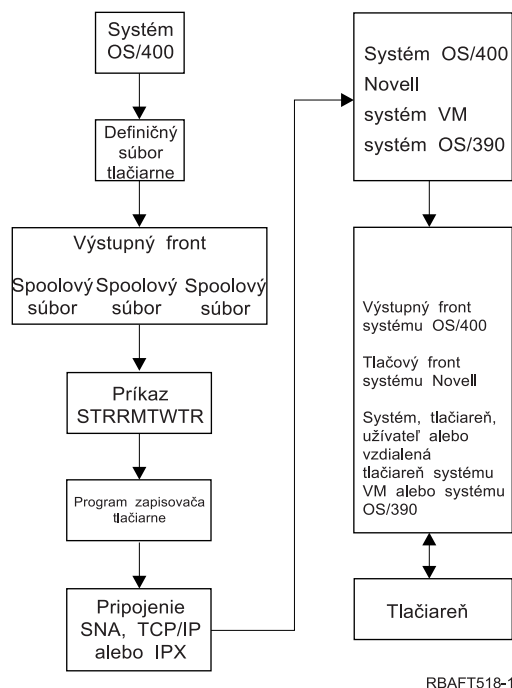 Systém
OS/400
Definičný
súbor
tlačiarne
Výstupný front
Spoolový Spoolový Spoolový
súbor súbor súbor
Príkaz
STRRMTWTR
Program zapisovača
tlačiarne
Pripojenie
SNA, TCP/IP
alebo IPX
Systém OS/400
Novell
systém VM
systém OS/390
Výstupný front
systému OS/400
Tlačový front
systému Novell
Systém, tlačiareň,
užívateľ alebo
vzdialená
tlačiareň systému
VM alebo systému
OS/390
Tlačiareň
RBAFT518-1